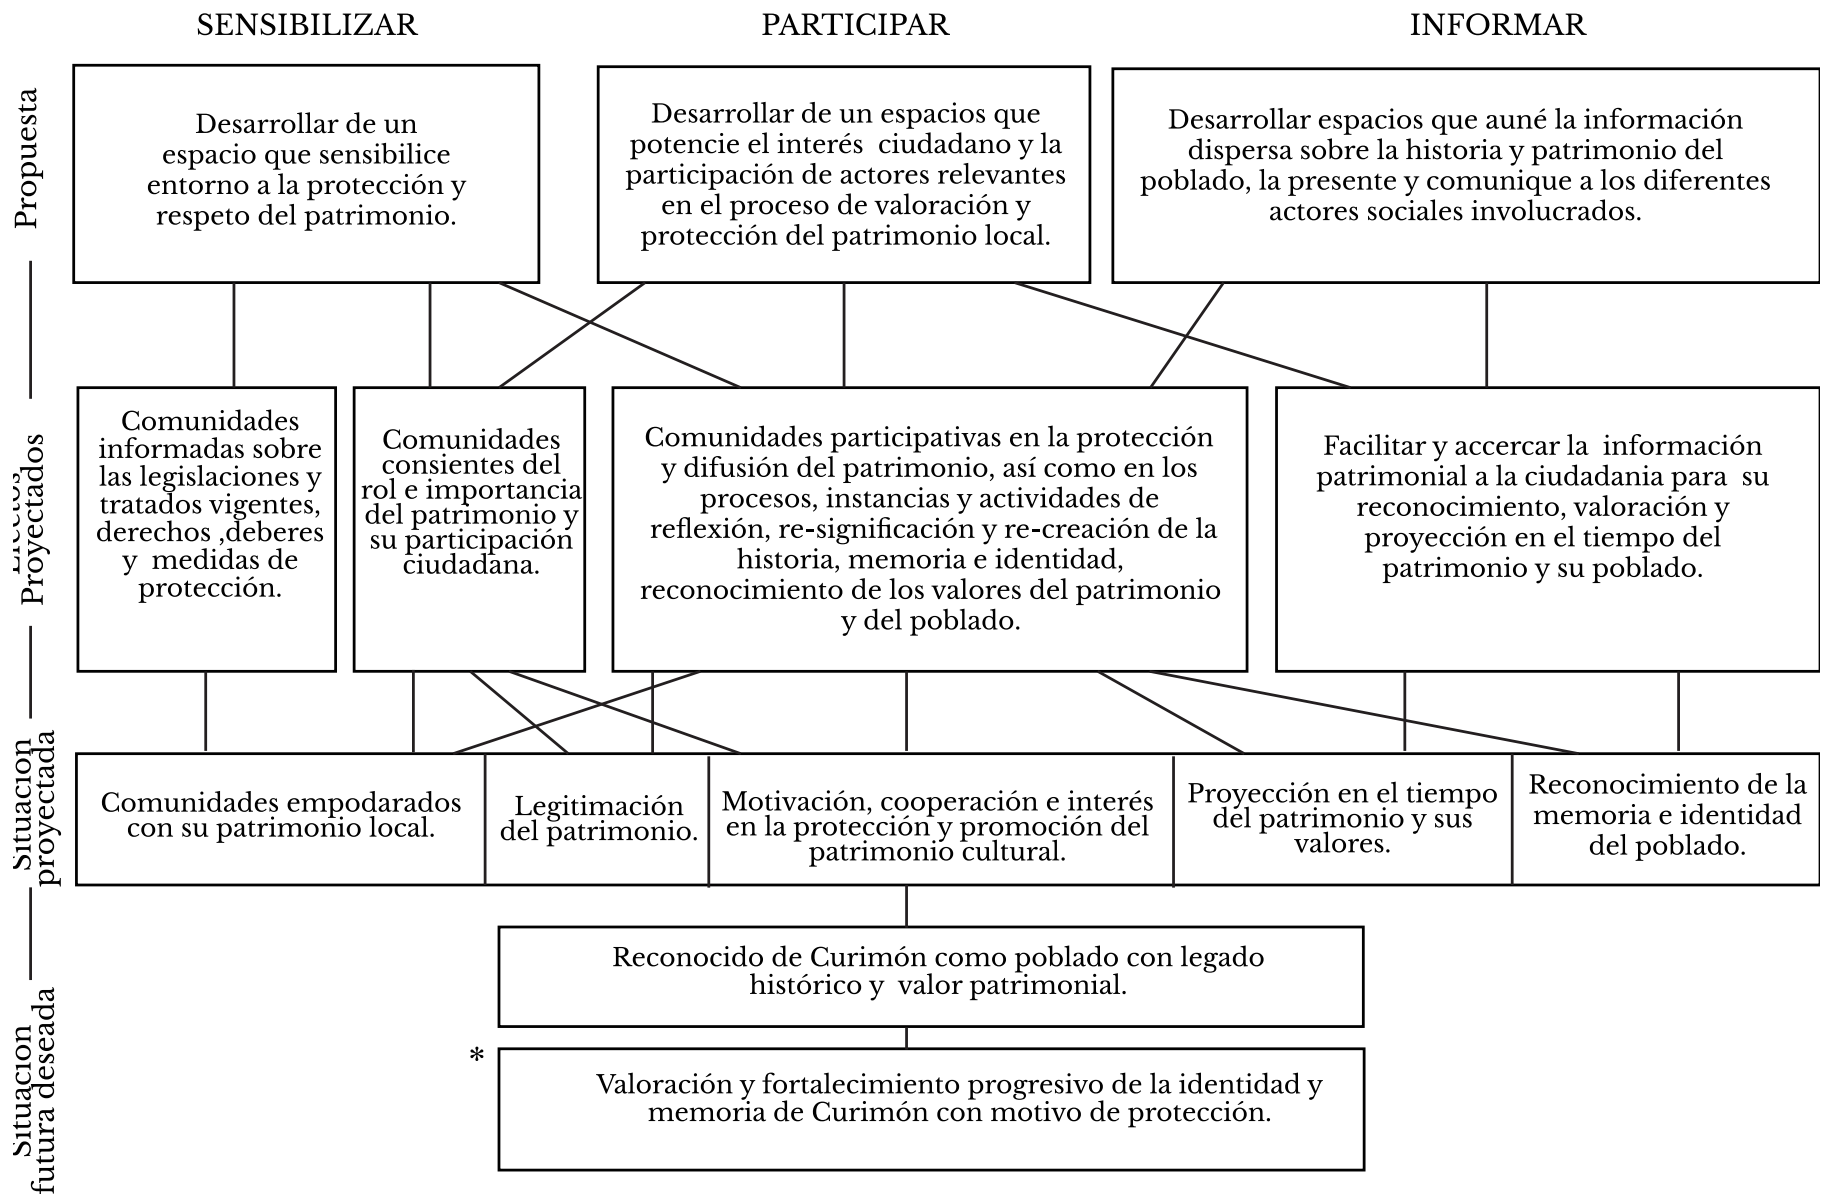 SENSIBILIZAR
PARTICIPAR
INFORMAR
Propuesta
Desarrollar de un
espacio que sensibilice
entorno a la protección y
respeto del patrimonio.
Desarrollar de un espacios que
potencie el interés ciudadano y la
participación de actores relevantes
en el proceso de valoración y
protección del patrimonio local.
Desarrollar espacios que auné la información
dispersa sobre la historia y patrimonio del
poblado, la presente y comunique a los diferentes
actores sociales involucrados.
Efectos
Proyectados
Comunidades
informadas sobre
las legislaciones y
tratados vigentes,
derechos ,deberes
y medidas de
protección.
Comunidades
consientes del
rol e importancia
del patrimonio y
su participación
ciudadana.
Comunidades participativas en la protección
y difusión del patrimonio, así como en los
procesos, instancias y actividades de
reflexión, re-significación y re-creación de la
historia, memoria e identidad,
reconocimiento de los valores del patrimonio
y del poblado.
Facilitar y accercar la información
patrimonial a la ciudadania para su
reconocimiento, valoración y
proyección en el tiempo del
patrimonio y su poblado.
Situacion
proyectada
Comunidades empodarados
con su patrimonio local.
Legitimación
del patrimonio.
Motivación, cooperación e interés
en la protección y promoción del
patrimonio cultural.
Proyección en el tiempo
del patrimonio y sus
valores.
Reconocimiento de la
memoria e identidad
del poblado.
Situacion
futura deseada
Reconocido de Curimón como poblado con legado
histórico y valor patrimonial.
*
Valoración y fortalecimiento progresivo de la identidad y
memoria de Curimón con motivo de protección.